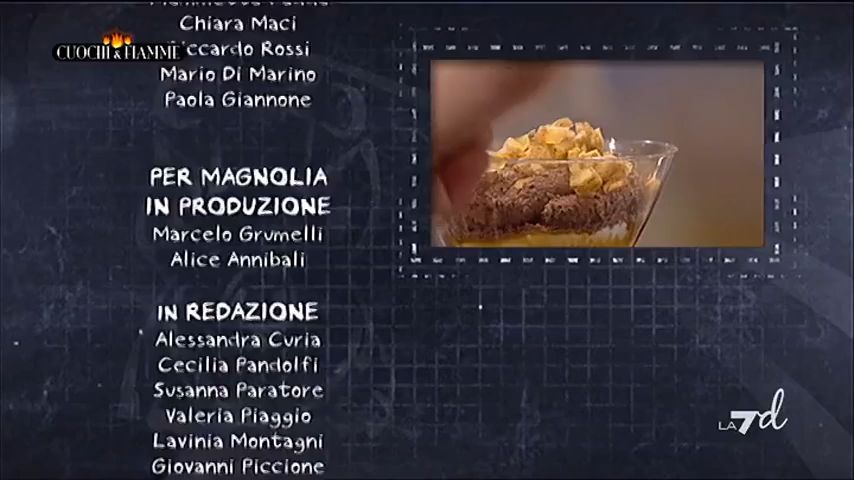 Chiara Maci
CUOCHI & FIAMME
Riccardo Rossi
Mario Di Marino
Paola Giannone
PER MAGNOLIA
IN PRODUZIONE
Marcelo Grumelli
Alice Annibali
IN REDAZIONE
Alessandra Curia
Cecilia Pandolfi
Susanna Paratore
Valeria Piaggio
Lavinia Montagni
Giovanni Piccione
LA7d